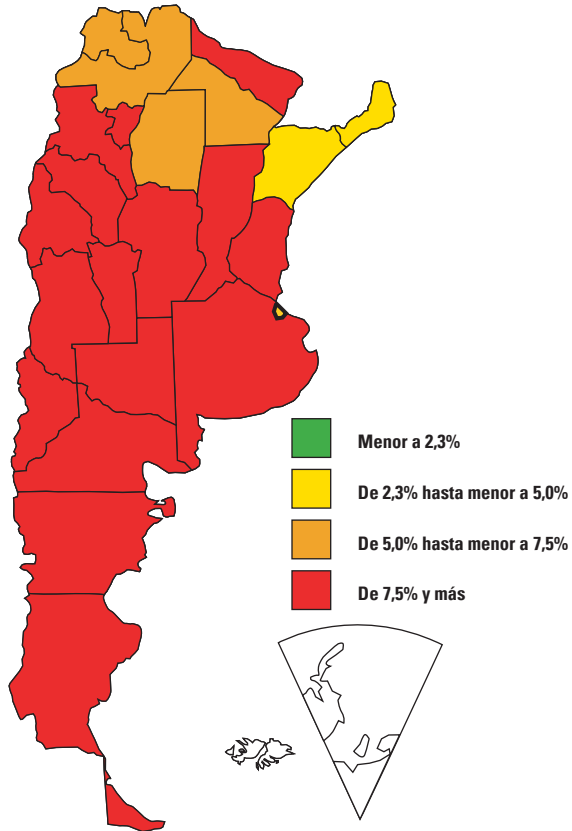 Menor a 2,3%
De 2,3% hasta menor a 5,0%
De 5,0% hasta menor a 7,5%
De 7,5% y más